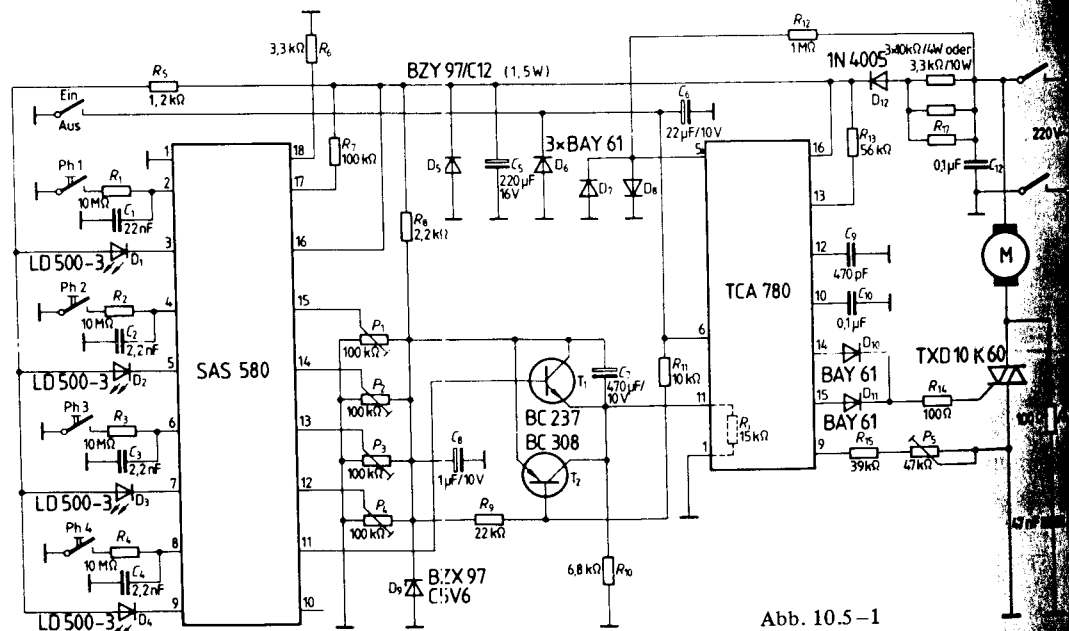 R₁₂
1MΩ
3,3kΩ R₆
BZY 97/C12 (1,5W)
1N 4005
3x10kΩ/4W oder
3,3kΩ/10W
R₅
1,2kΩ
Ein
Aus
C₆
22µF/10V
D₁₂
R₁₇
220V
R₇
100kΩ
3×BAY 61
D₅
C₅
220µF
16V
D₆
D₇
D₈
R₁₃
56kΩ
0,1µF
C₁₂
1
18
17
16
15
14
13
12
11
10
Ph 1
R₁
10MΩ
C₁
22nF
2
LD 500-3
D₁
3
Ph 2
R₂
10MΩ
C₂
2,2nF
4
LD 500-3
D₂
5
Ph 3
R₃
10MΩ
C₃
2,2nF
6
LD 500-3
D₃
7
Ph 4
R₄
10MΩ
C₄
2,2nF
8
LD 500-3
D₄
9
SAS 580
R₈
2,2kΩ
P₁
100kΩ
P₂
100kΩ
P₃
100kΩ
P₄
100kΩ
C₈
1µF/10V
R₉
22kΩ
D₉
BZX 97
C5V6
T₁
BC 237
BC 308
T₂
C₇
470µF/
10V
R₁₁
10kΩ
6,8kΩ R₁₀
TCA 780
5
6
11
1
R₁
15kΩ
16
13
12
10
14
15
9
C₉
470pF
C₁₀
0,1µF
D₁₀
BAY 61
D₁₁
BAY 61
R₁₄
100Ω
R₁₅
39kΩ
P₅
47kΩ
M
TXD10 K60
Abb. 10.5–1